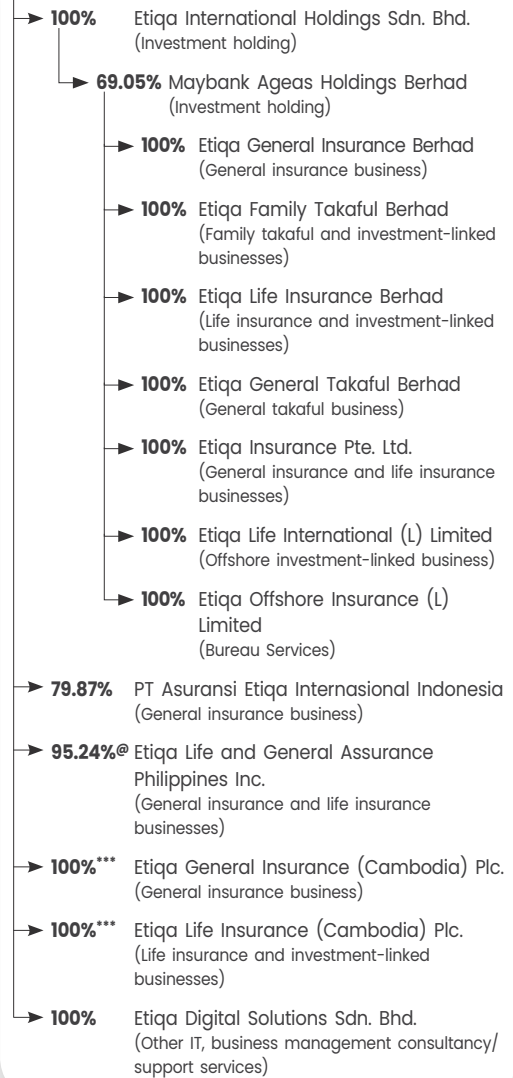 100% Etiqa International Holdings Sdn. Bhd.
(Investment holding)
69.05% Maybank Ageas Holdings Berhad
(Investment holding)
100% Etiqa General Insurance Berhad
(General insurance business)
100% Etiqa Family Takaful Berhad
(Family takaful and investment-linked
businesses)
100% Etiqa Life Insurance Berhad
(Life insurance and investment-linked
businesses)
100% Etiqa General Takaful Berhad
(General takaful business)
100% Etiqa Insurance Pte. Ltd.
(General insurance and life insurance
businesses)
100% Etiqa Life International (L) Limited
(Offshore investment-linked business)
100% Etiqa Offshore Insurance (L)
Limited
(Bureau Services)
79.87% PT Asuransi Etiqa Internasional Indonesia
(General insurance business)
95.24%@ Etiqa Life and General Assurance
Philippines Inc.
(General insurance and life insurance
businesses)
100%*** Etiqa General Insurance (Cambodia) Plc.
(General insurance business)
100%*** Etiqa Life Insurance (Cambodia) Plc.
(Life insurance and investment-linked
businesses)
100% Etiqa Digital Solutions Sdn. Bhd.
(Other IT, business management consultancy/
support services)